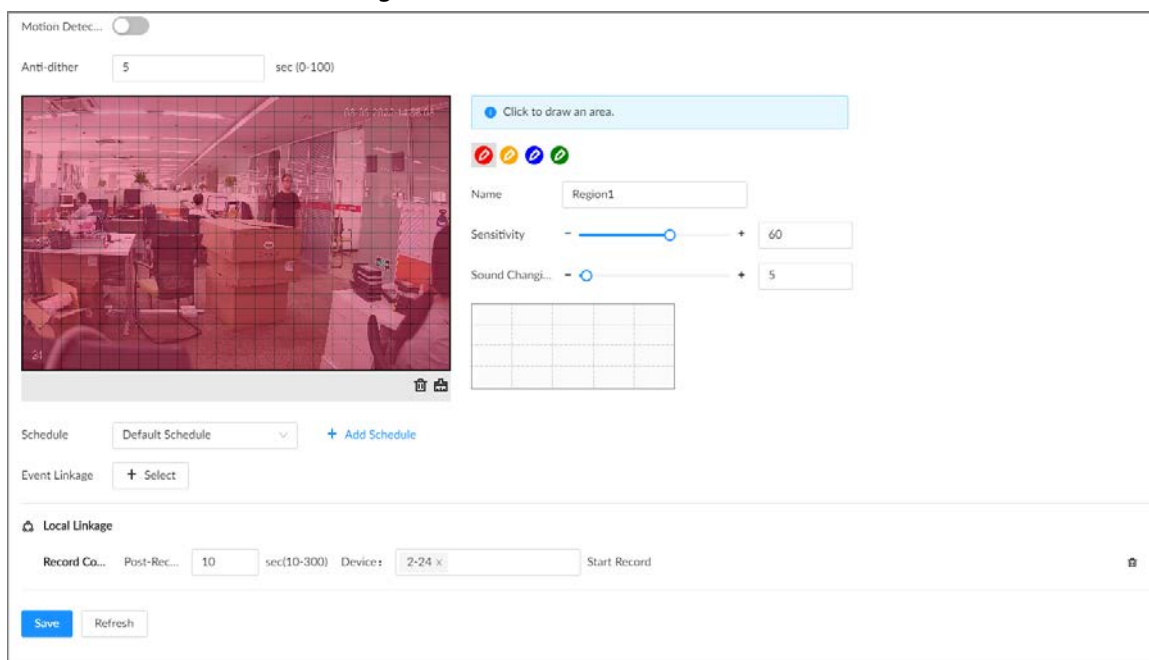 Motion Detec...
Anti-dither 5 sec (0-100)
Click to draw an area.
Name Region1
Sensitivity - + 60
Sound Changi... - + 5
24
Schedule Default Schedule + Add Schedule
Event Linkage + Select
Local Linkage
Record Co... Post-Rec... 10 sec(10-300) Device: 2-24 × Start Record
Save Refresh